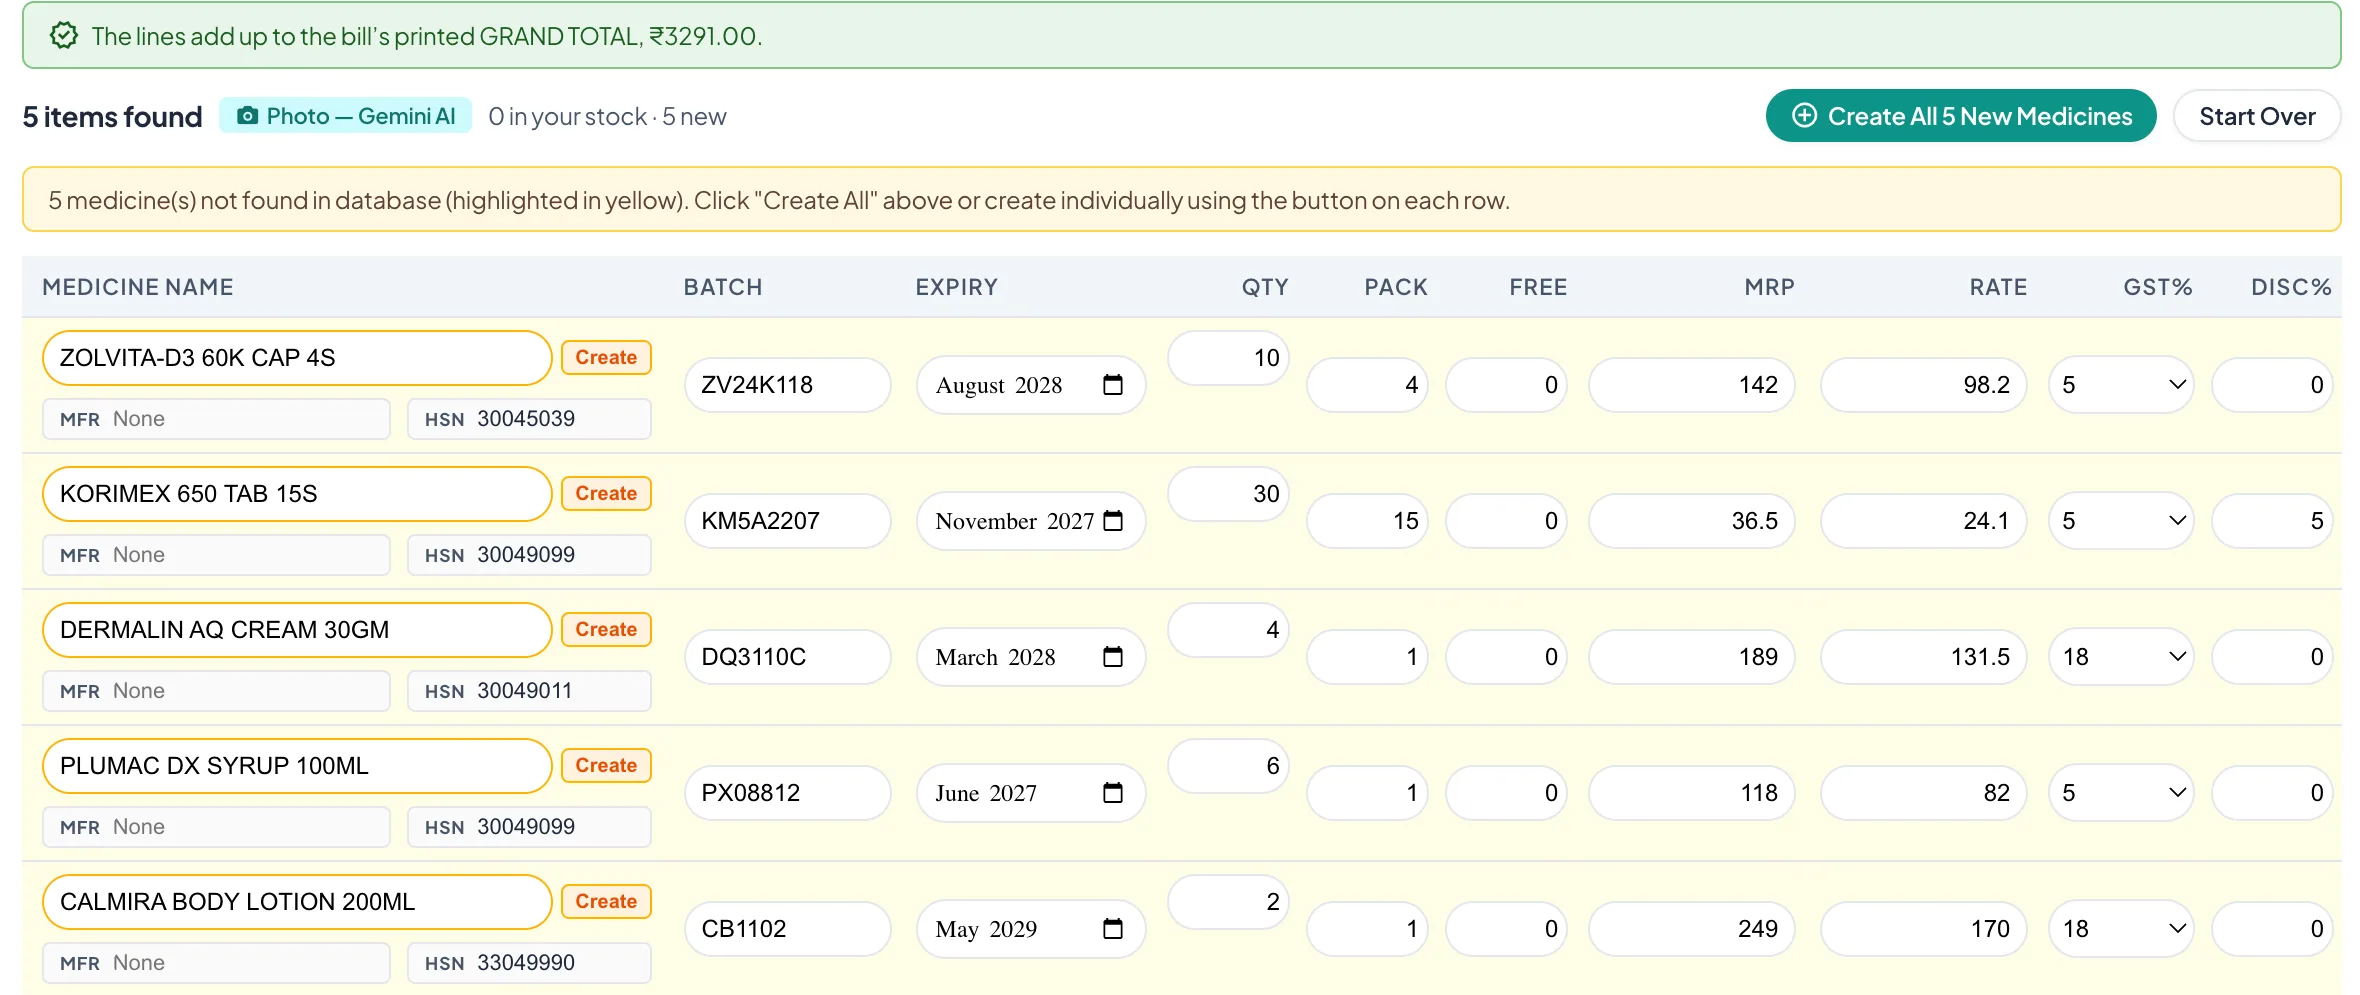 The lines add up to the bill's printed GRAND TOTAL, ₹3291.00.
5 items found Photo — Gemini AI 0 in your stock · 5 new Create All 5 New Medicines Start Over
5 medicine(s) not found in database (highlighted in yellow). Click "Create All" above or create individually using the button on each row.
MEDICINE NAME BATCH EXPIRY QTY PACK FREE MRP RATE GST% DISC%
ZOLVITA-D3 60K CAP 4S Create ZV24K118 August 2028 10 4 0 142 98.2 5 0
MFR None HSN 30045039
KORIMEX 650 TAB 15S Create KM5A2207 November 2027 30 15 0 36.5 24.1 5 5
MFR None HSN 30049099
DERMALIN AQ CREAM 30GM Create DQ3110C March 2028 4 1 0 189 131.5 18 0
MFR None HSN 30049011
PLUMAC DX SYRUP 100ML Create PX08812 June 2027 6 1 0 118 82 5 0
MFR None HSN 30049099
CALMIRA BODY LOTION 200ML Create CB1102 May 2029 2 1 0 249 170 18 0
MFR None HSN 33049990